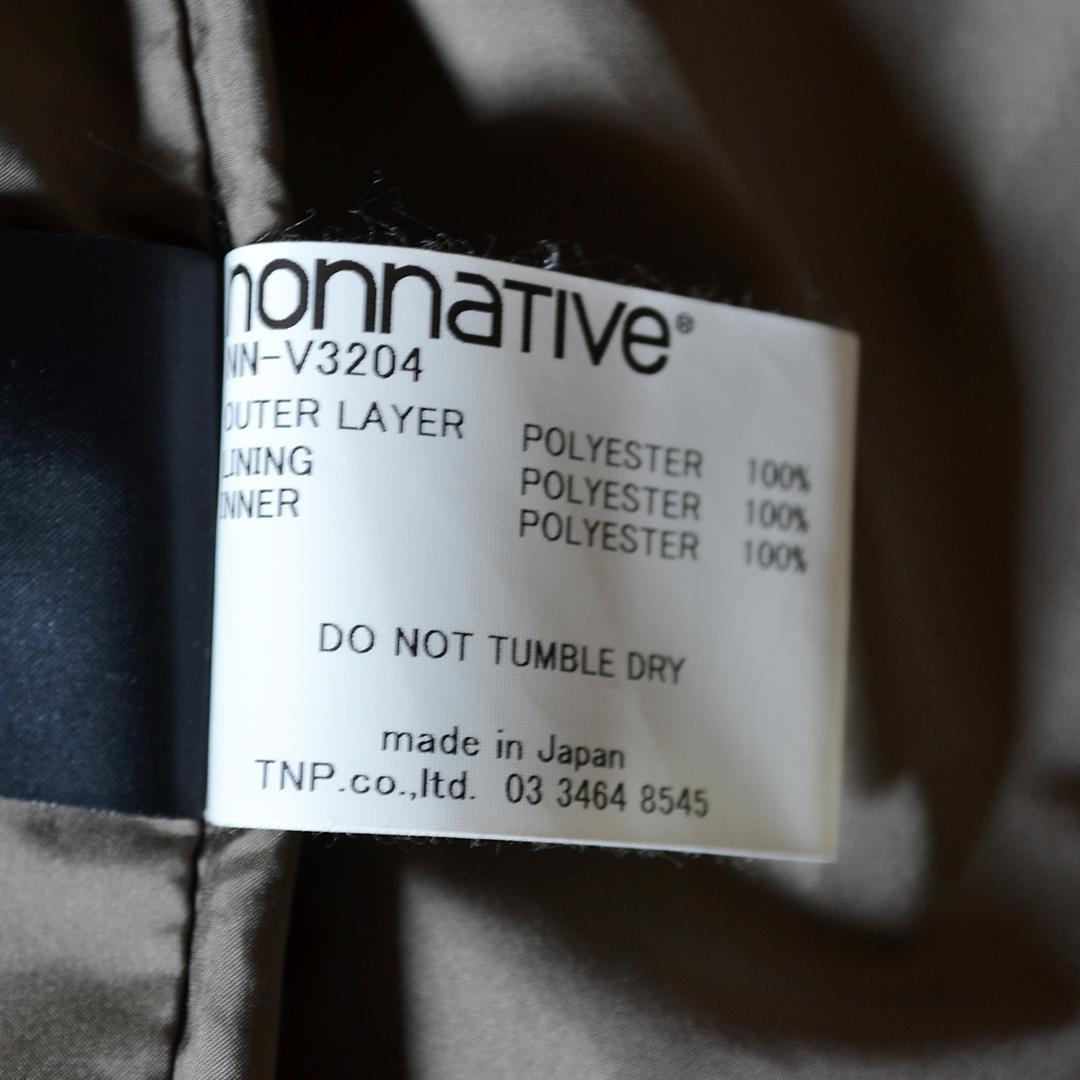 nonnative®
NN-V3204
OUTER LAYER POLYESTER 100%
LINING POLYESTER 100%
INNER POLYESTER 100%
DO NOT TUMBLE DRY
made in Japan
TNP.co.,ltd. 03 3464 8545